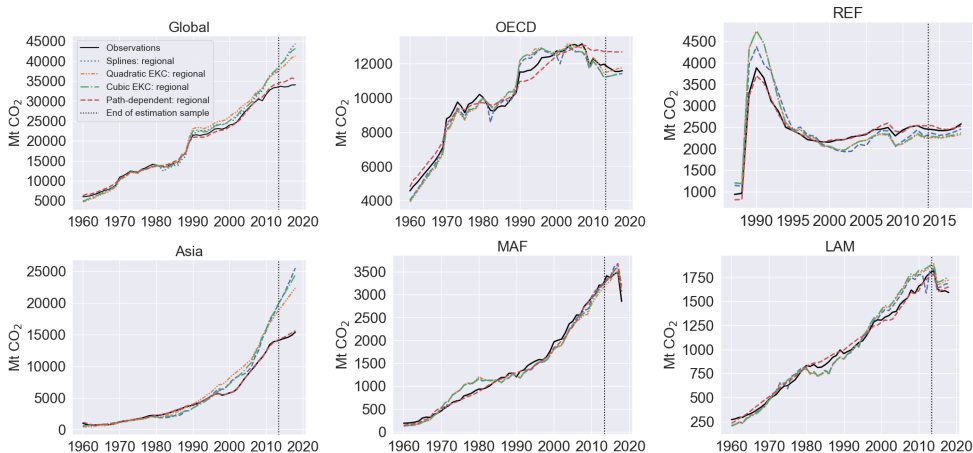 Global
Mt CO2
45000
40000
35000
30000
25000
20000
15000
10000
5000
1960 1970 1980 1990 2000 2010 2020
Observations
Splines: regional
Quadratic EKC: regional
Cubic EKC: regional
Path-dependent: regional
End of estimation sample
OECD
Mt CO2
12000
10000
8000
6000
4000
1960 1970 1980 1990 2000 2010 2020
REF
Mt CO2
4500
4000
3500
3000
2500
2000
1500
1000
1990 1995 2000 2005 2010 2015
Asia
Mt CO2
25000
20000
15000
10000
5000
0
1960 1970 1980 1990 2000 2010 2020
MAF
Mt CO2
3500
3000
2500
2000
1500
1000
500
0
1960 1970 1980 1990 2000 2010 2020
LAM
Mt CO2
1750
1500
1250
1000
750
500
250
1960 1970 1980 1990 2000 2010 2020